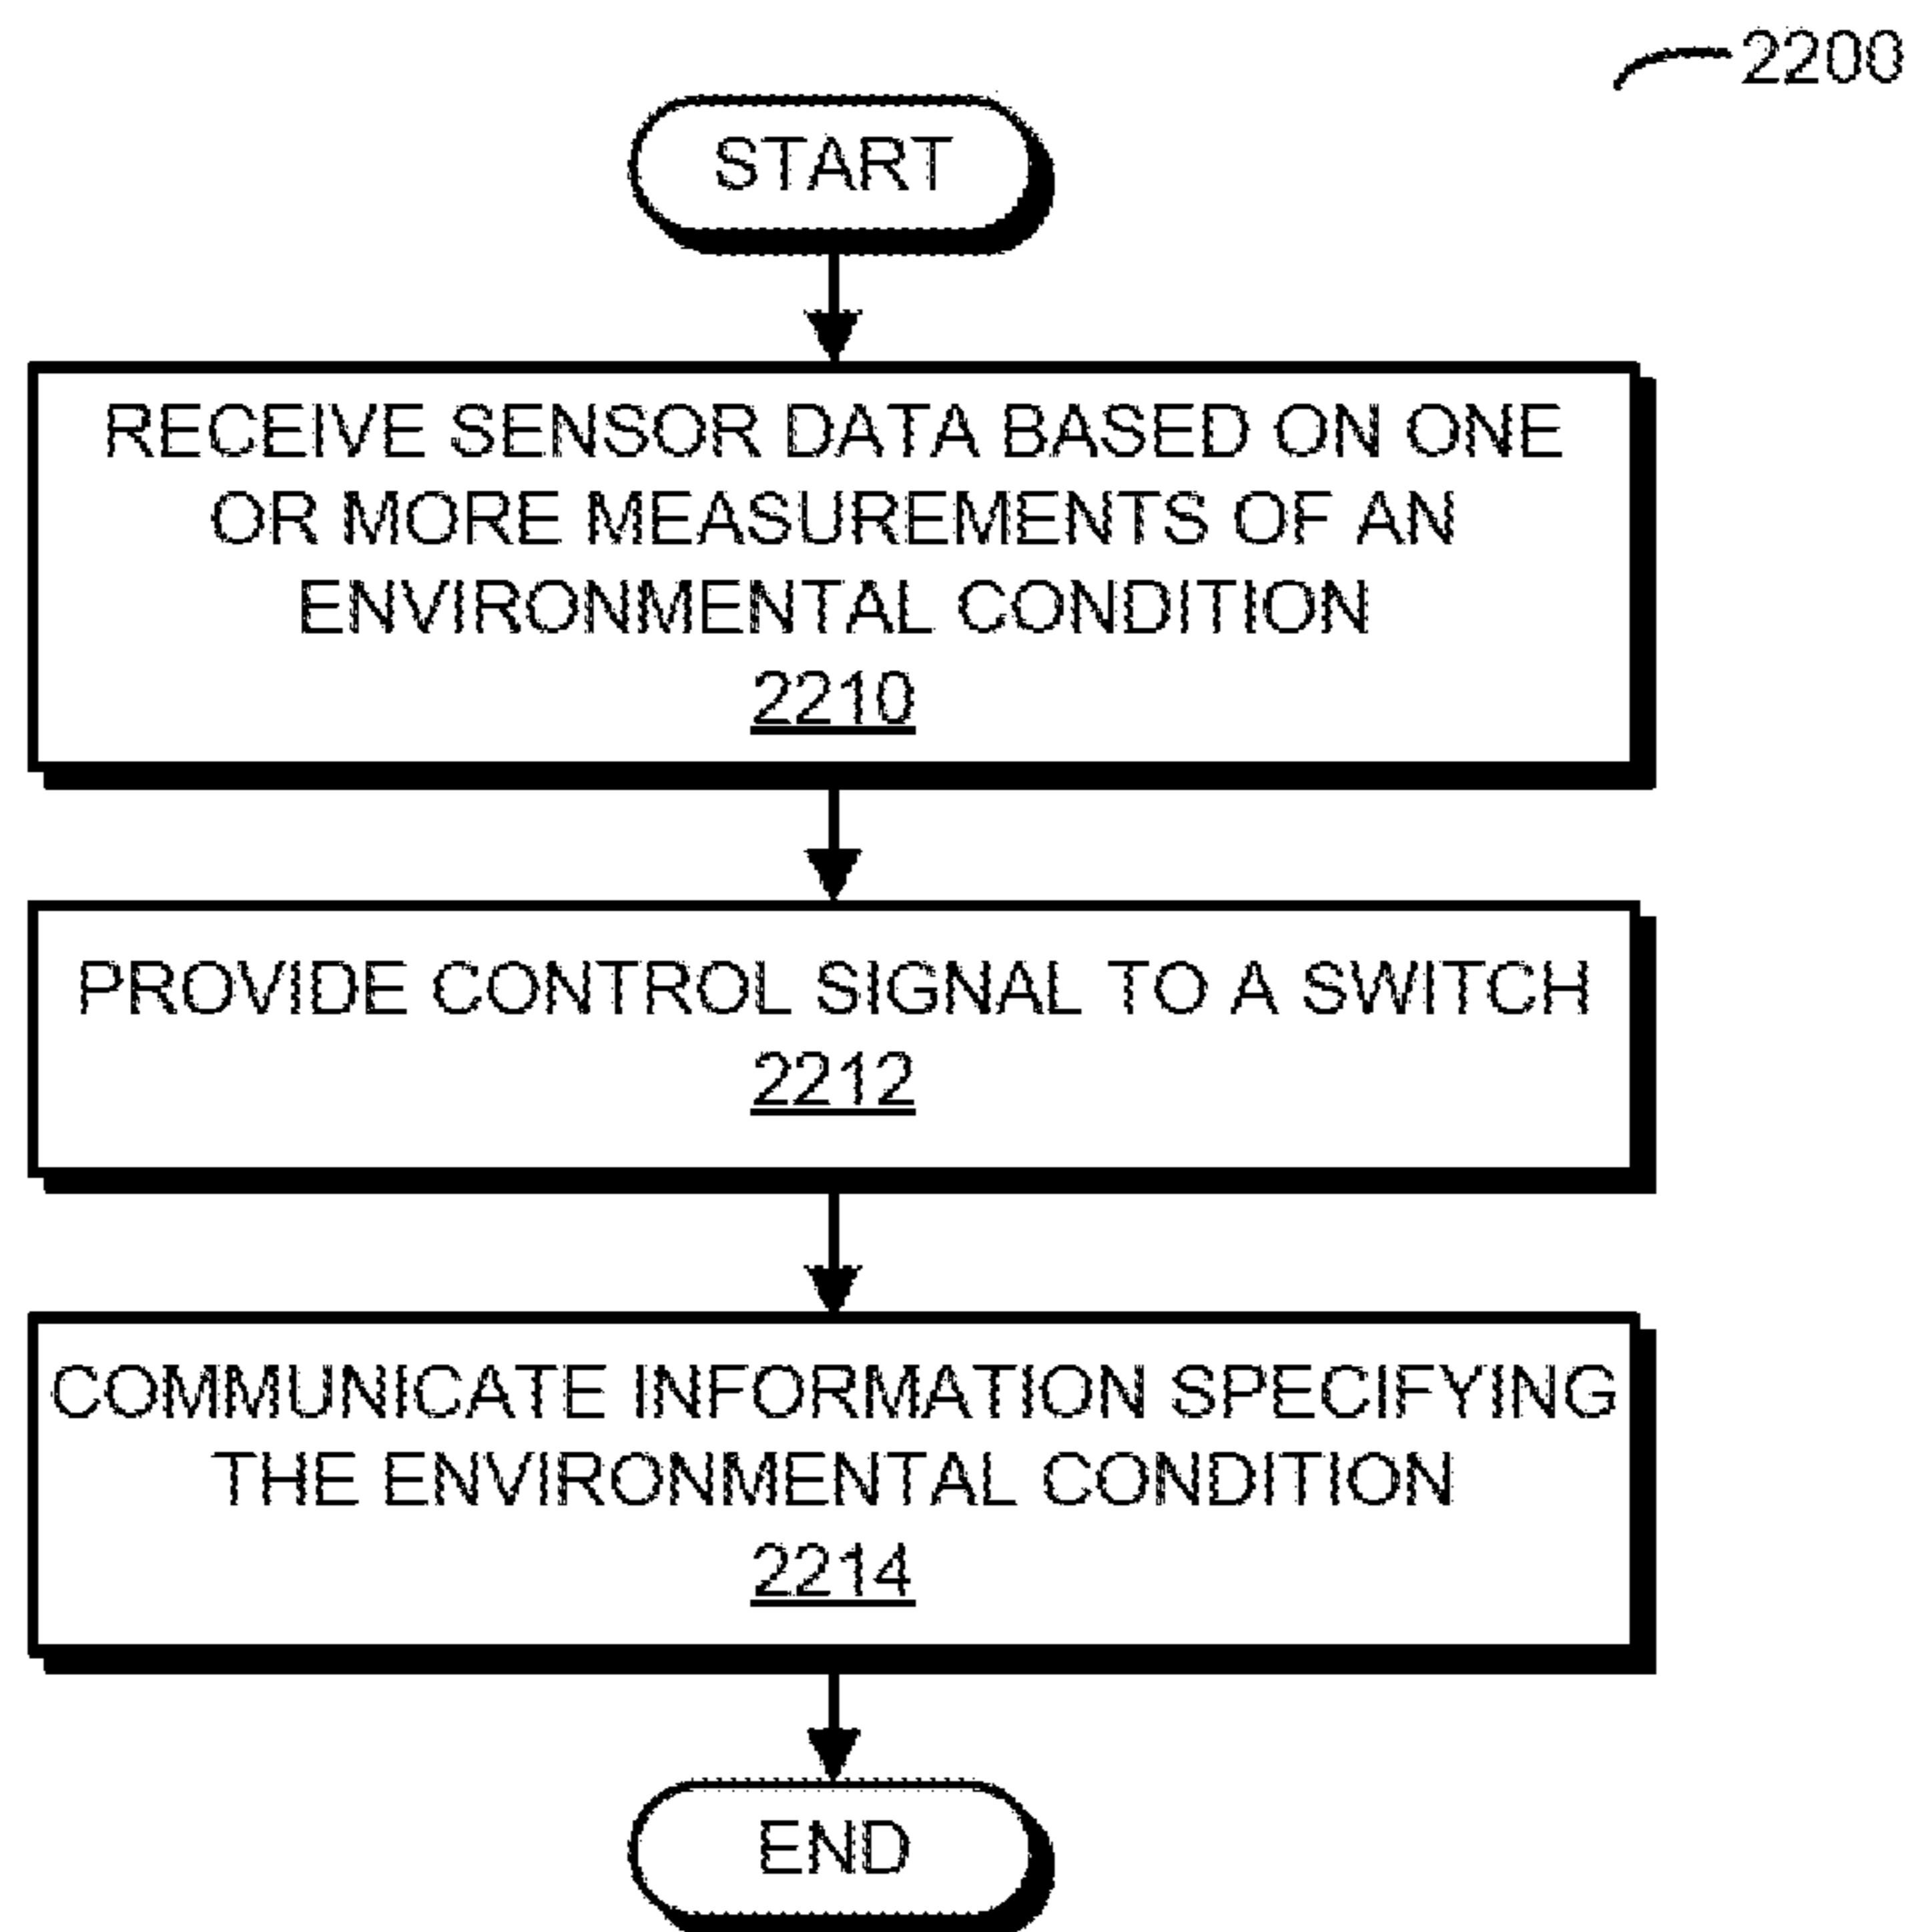 2200
START
RECEIVE SENSOR DATA BASED ON ONE
OR MORE MEASUREMENTS OF AN
ENVIRONMENTAL CONDITION
2210
PROVIDE CONTROL SIGNAL TO A SWITCH
2212
COMMUNICATE INFORMATION SPECIFYING
THE ENVIRONMENTAL CONDITION
2214
END